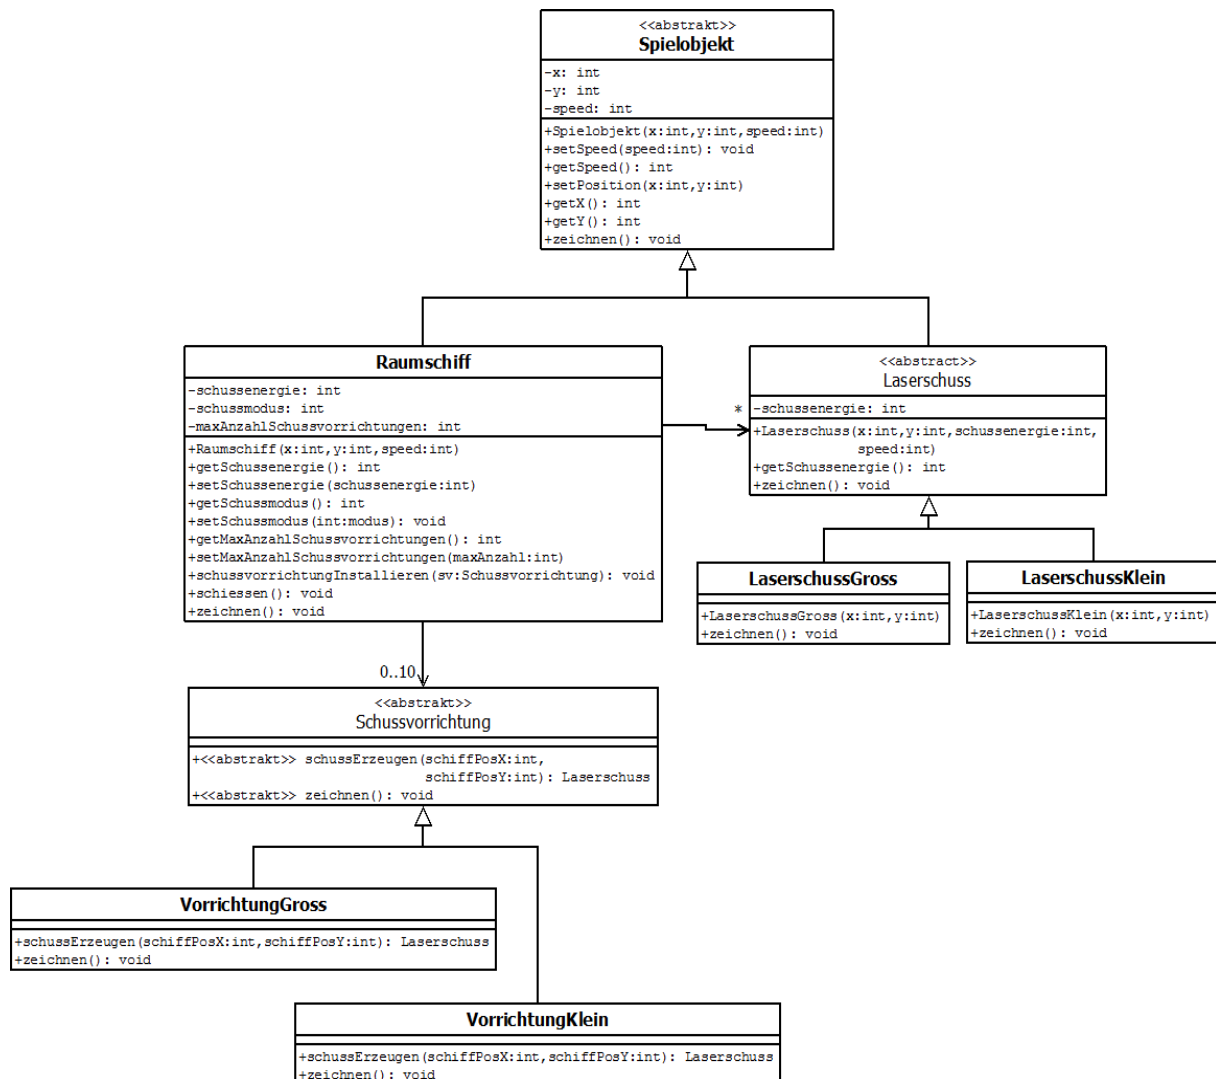 <<abstrakt>>
Spielobjekt
-x: int
-y: int
-speed: int
+Spielobjekt(x:int,y:int,speed:int)
+setSpeed(speed:int): void
+getSpeed(): int
+setPosition(x:int,y:int)
+getX(): int
+getY(): int
+zeichnen(): void
Raumschiff
-schussenergie: int
-schussmodus: int
-maxAnzahlSchussvorrichtungen: int
+Raumschiff(x:int,y:int,speed:int)
+getSchussenergie(): int
+setSchussenergie(schussenergie:int)
+getSchussmodus(): int
+setSchussmodus(int:modus): void
+getMaxAnzahlSchussvorrichtungen(): int
+setMaxAnzahlSchussvorrichtungen(maxAnzahl:int)
+schussvorrichtungInstallieren(sv:Schussvorrichtung): void
+schiessen(): void
+zeichnen(): void
*
<<abstract>>
Laserschuss
-schussenergie: int
+Laserschuss(x:int,y:int,schussenergie:int,
speed:int)
+getSchussenergie(): int
+zeichnen(): void
LaserschussGross
+LaserschussGross(x:int,y:int)
+zeichnen(): void
LaserschussKlein
+LaserschussKlein(x:int,y:int)
+zeichnen(): void
0..10
<<abstrakt>>
Schussvorrichtung
+<<abstrakt>> schussErzeugen(schiffPosX:int,
schiffPosY:int): Laserschuss
+<<abstrakt>> zeichnen(): void
VorrichtungGross
+schussErzeugen(schiffPosX:int,schiffPosY:int): Laserschuss
+zeichnen(): void
VorrichtungKlein
+schussErzeugen(schiffPosX:int,schiffPosY:int): Laserschuss
+zeichnen(): void